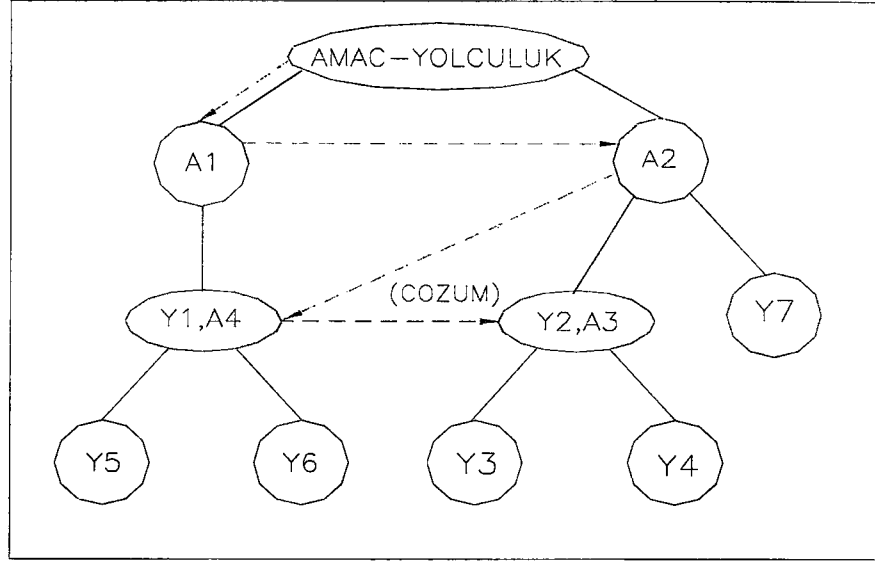 AMAC-YOLCULUK
A1
A2
(COZUM)
Y1,A4
Y2,A3
Y7
Y5
Y6
Y3
Y4